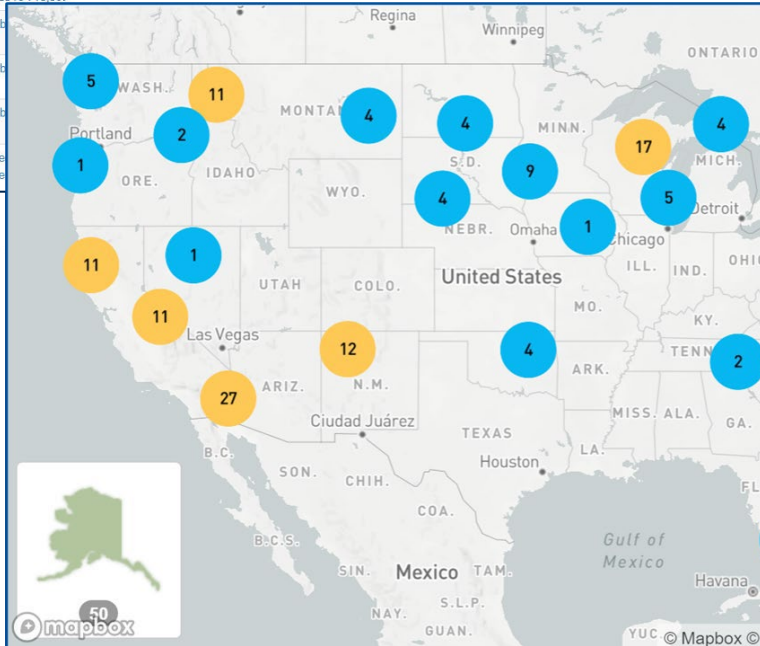 Regina
Winnipeg
ONTARIO
5
WASH.
11
MONTA
4
4
MINN.
4
Portland
2
17
MICH.
1
ORE.
IDAHO
S.D.
9
WYO.
4
5
Detroit
NEBR.
Omaha
1
Chicago
11
1
UTAH
COLO.
United States
ILL.
IND.
OHIO
MO.
11
Las Vegas
KY.
12
4
TENN
2
ARIZ.
N.M.
ARK.
27
Ciudad Juárez
MISS.
ALA.
GA.
B.C.
TEXAS
LA.
SON.
CHIH.
Houston
FL
COA.
B.C.S.
Gulf of
Mexico
SIN.
Mexico
TAM.
Havana
50
mapbox
NAY.
S.L.P.
GUAN.
YUC
© Mapbox ©